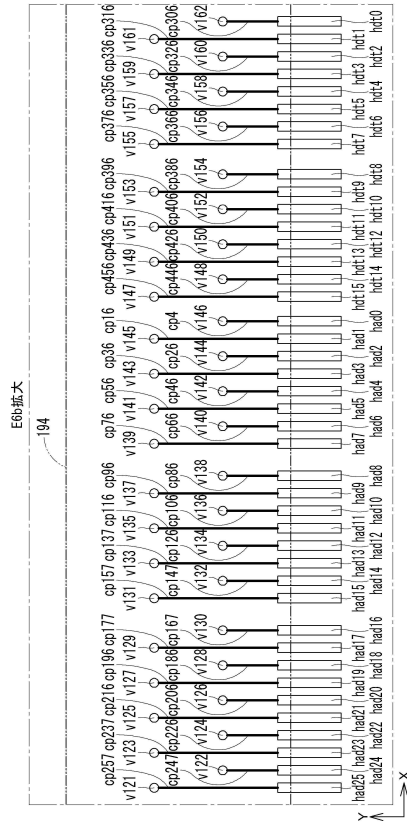 E6b拡大
194
cp257 cp237 cp216 cp196 cp177 cp157 cp137 cp116 cp96 cp76 cp56 cp36 cp16 cp456 cp436 cp416 cp396 cp376 cp356 cp336 cp316
v121 v123 v125 v127 v129 v131 v133 v135 v137 v139 v141 v143 v145 v147 v149 v151 v153 v155 v157 v159 v161
cp247 cp226 cp206 cp186 cp167 cp147 cp126 cp106 cp86 cp66 cp46 cp26 cp4 cp446 cp426 cp406 cp386 cp366 cp346 cp326 cp306
v122 v124 v126 v128 v130 v132 v134 v136 v138 v140 v142 v144 v146 v148 v150 v152 v154 v156 v158 v160 v162
had25 had23 had21 had19 had17 had15 had13 had11 had9 had7 had5 had3 had1 hdt15 hdt13 hdt11 hdt9 hdt7 hdt5 hdt3 hdt1
had24 had22 had20 had18 had16 had14 had12 had10 had8 had6 had4 had2 had0 hdt14 hdt12 hdt10 hdt8 hdt6 hdt4 hdt2 hdt0
Y
X